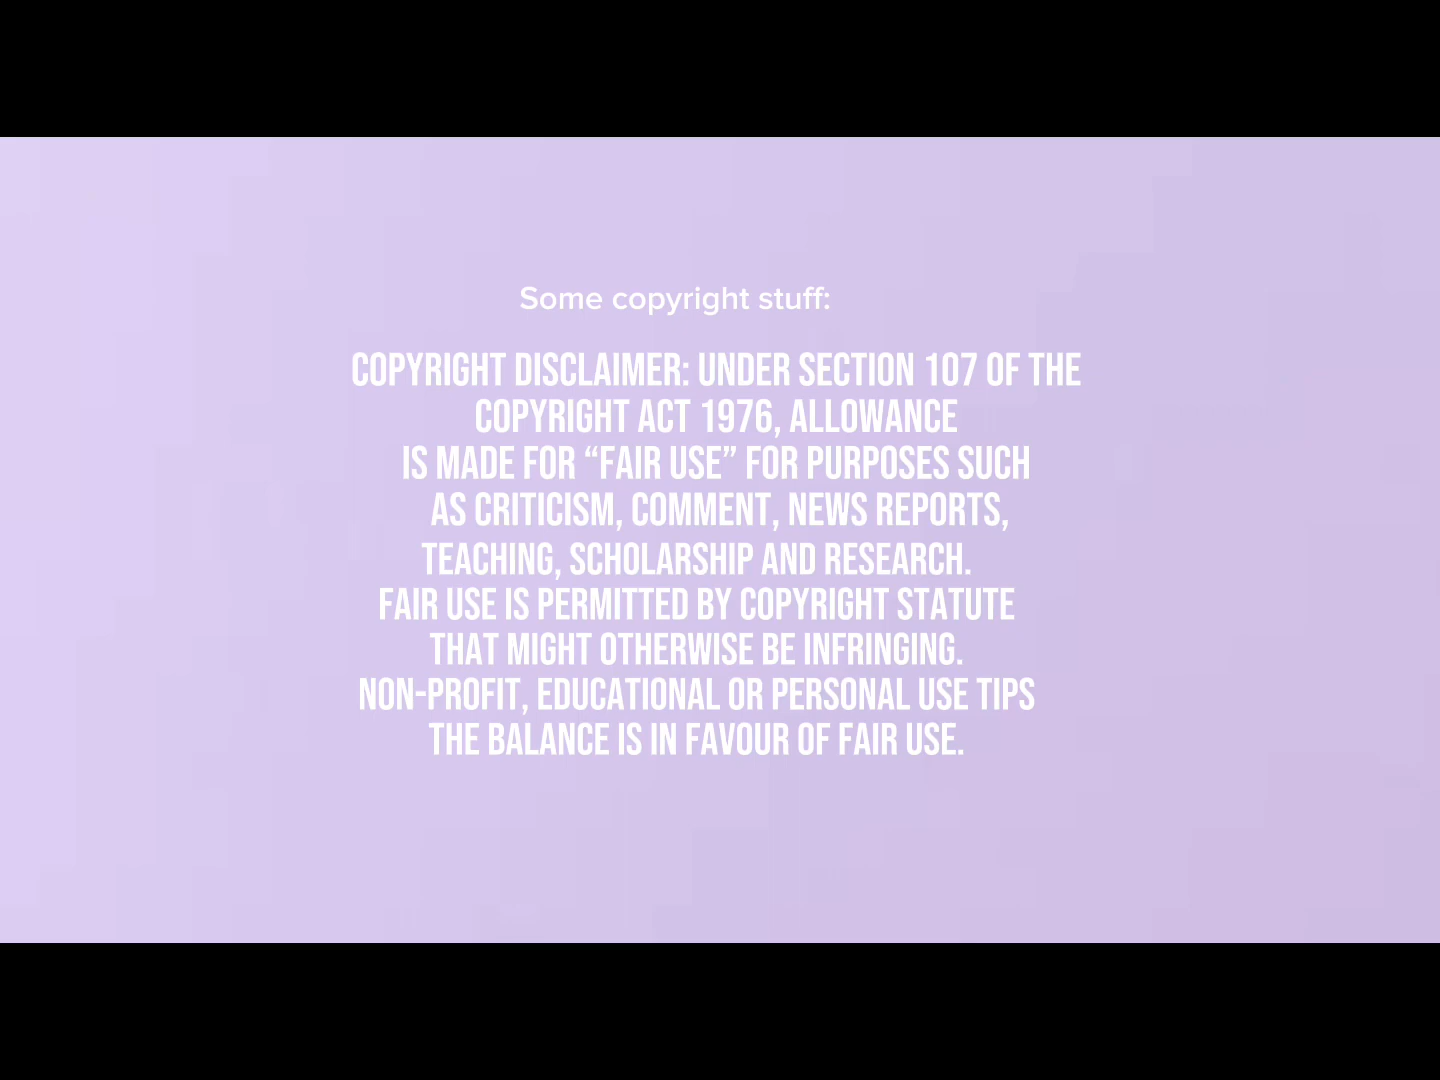 Some copyright stuff:
COPYRIGHT DISCLAIMER: UNDER SECTION 107 OF THE
COPYRIGHT ACT 1976, ALLOWANCE
IS MADE FOR “FAIR USE” FOR PURPOSES SUCH
AS CRITICISM, COMMENT, NEWS REPORTS,
TEACHING, SCHOLARSHIP AND RESEARCH.
FAIR USE IS PERMITTED BY COPYRIGHT STATUTE
THAT MIGHT OTHERWISE BE INFRINGING.
NON-PROFIT, EDUCATIONAL OR PERSONAL USE TIPS
THE BALANCE IS IN FAVOUR OF FAIR USE.